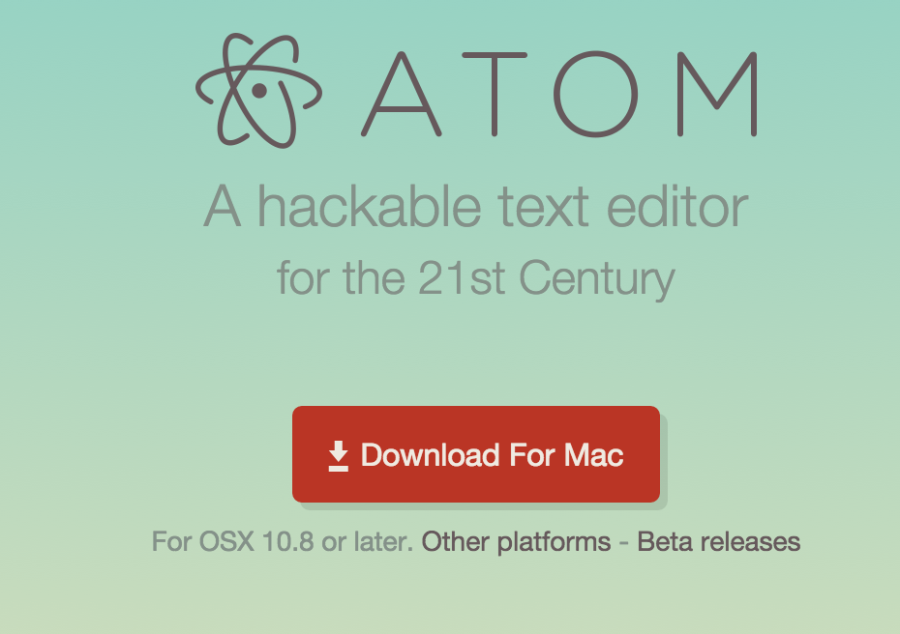 ATOM
A hackable text editor
for the 21st Century
Download For Mac
For OSX 10.8 or later. Other platforms - Beta releases